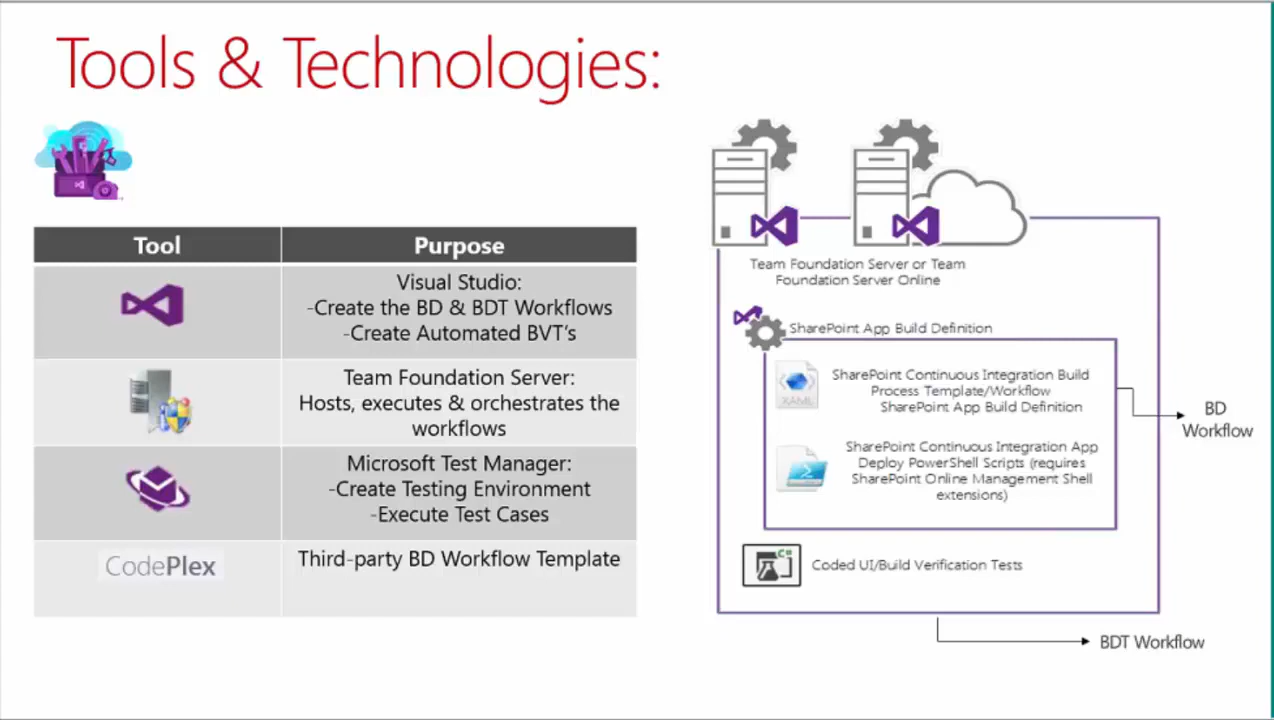 Tools & Technologies:
Tool
Purpose
Visual Studio:
-Create the BD & BDT Workflows
-Create Automated BVT's
Team Foundation Server:
Hosts, executes & orchestrates the
workflows
Microsoft Test Manager:
-Create Testing Environment
-Execute Test Cases
CodePlex
Third-party BD Workflow Template
Team Foundation Server or Team
Foundation Server Online
SharePoint App Build Definition
XAML
SharePoint Continuous Integration Build
Process Template/Workflow
SharePoint App Build Definition
SharePoint Continuous Integration App
Deploy PowerShell Scripts (requires
SharePoint Online Management Shell
extensions)
BD
Workflow
C#
Coded UI/Build Verification Tests
BDT Workflow